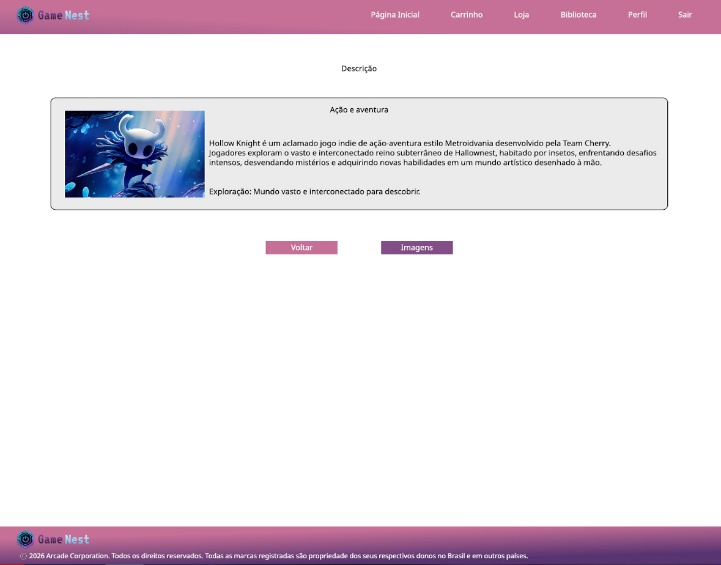 Game Nest
Página Inicial Carrinho Loja Biblioteca Perfil Sair
Descrição
Ação e aventura
Hollow Knight é um aclamado jogo indie de ação-aventura estilo Metroidvania desenvolvido pela Team Cherry.
Jogadores exploram o vasto e interconectado reino subterrâneo de Hallownest, habitado por insetos, enfrentando desafios
intensos, desvendando mistérios e adquirindo novas habilidades em um mundo artístico desenhado à mão.
Exploração: Mundo vasto e interconectado para descobrir.
Voltar Imagens
Game Nest
© 2026 Arcade Corporation. Todos os direitos reservados. Todas as marcas registradas são propriedade dos seus respectivos donos no Brasil e em outros países.